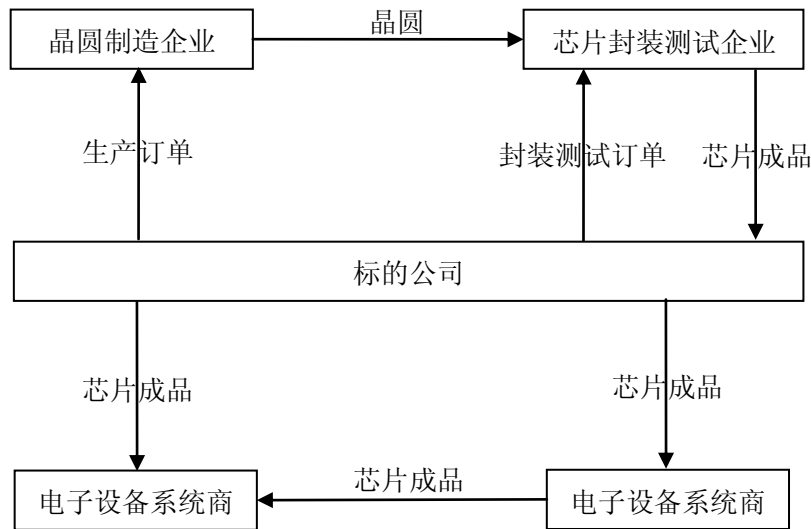 晶圆制造企业
晶圆
芯片封装测试企业
生产订单
封装测试订单
芯片成品
标的公司
芯片成品
芯片成品
电子设备系统商
芯片成品
电子设备系统商